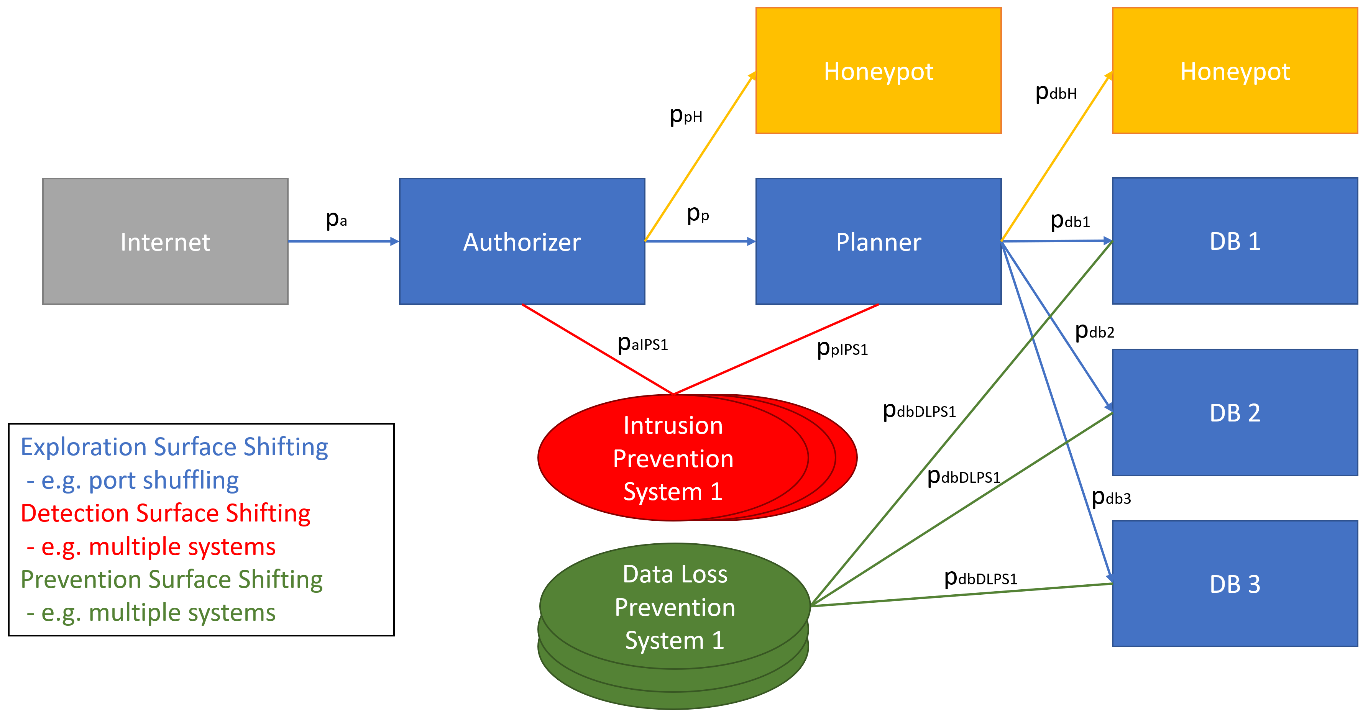 Honeypot
Honeypot
pdbH
ppH
Internet
pa
Authorizer
pp
Planner
pdb1
DB 1
pdb2
paIPS1
ppIPS1
pdbDLPS1
DB 2
Intrusion
Prevention
System 1
pdbDLPS1
pdb3
Exploration Surface Shifting
- e.g. port shuffling
Detection Surface Shifting
- e.g. multiple systems
Prevention Surface Shifting
- e.g. multiple systems
Data Loss
Prevention
System 1
pdbDLPS1
DB 3